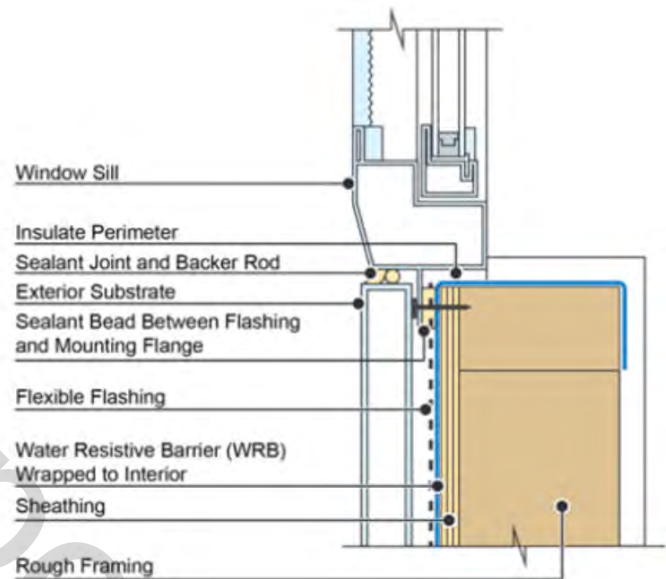 Window Sill
Insulate Perimeter
Sealant Joint and Backer Rod
Exterior Substrate
Sealant Bead Between Flashing
and Mounting Flange
Flexible Flashing
Water Resistive Barrier (WRB)
Wrapped to Interior
Sheathing
Rough Framing